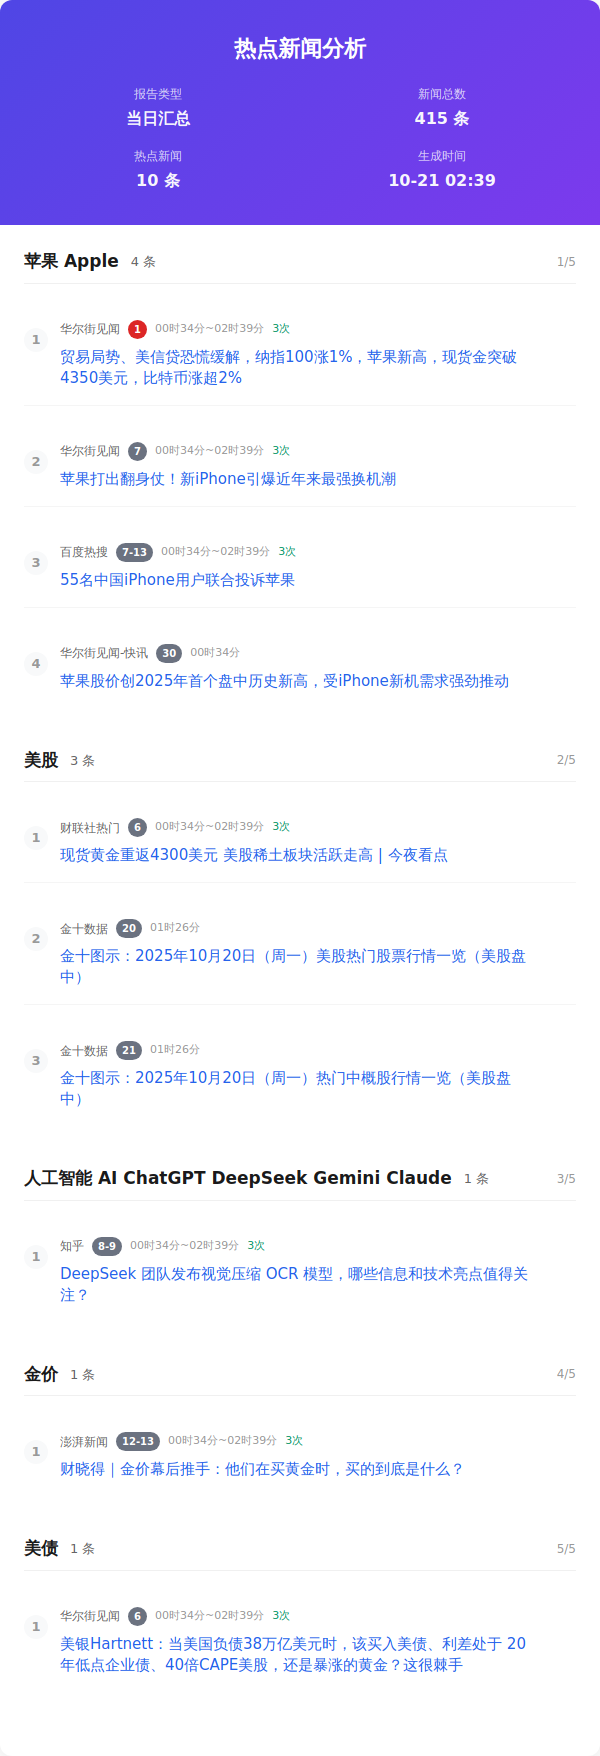 热点新闻分析
报告类型
当日汇总
新闻总数
415 条
热点新闻
10 条
生成时间
10-21 02:39
苹果 Apple 4 条 1/5
1
华尔街见闻 1 00时34分~02时39分 3次
贸易局势、美信贷恐慌缓解，纳指100涨1%，苹果新高，现货金突破
4350美元，比特币涨超2%
2
华尔街见闻 7 00时34分~02时39分 3次
苹果打出翻身仗！新iPhone引爆近年来最强换机潮
3
百度热搜 7-13 00时34分~02时39分 3次
55名中国iPhone用户联合投诉苹果
4
华尔街见闻-快讯 30 00时34分
苹果股价创2025年首个盘中历史新高，受iPhone新机需求强劲推动
美股 3 条 2/5
1
财联社热门 6 00时34分~02时39分 3次
现货黄金重返4300美元 美股稀土板块活跃走高 | 今夜看点
2
金十数据 20 01时26分
金十图示：2025年10月20日（周一）美股热门股票行情一览（美股盘
中）
3
金十数据 21 01时26分
金十图示：2025年10月20日（周一）热门中概股行情一览（美股盘
中）
人工智能 AI ChatGPT DeepSeek Gemini Claude 1 条 3/5
1
知乎 8-9 00时34分~02时39分 3次
DeepSeek 团队发布视觉压缩 OCR 模型，哪些信息和技术亮点值得关
注？
金价 1 条 4/5
1
澎湃新闻 12-13 00时34分~02时39分 3次
财晓得｜金价幕后推手：他们在买黄金时，买的到底是什么？
美债 1 条 5/5
1
华尔街见闻 6 00时34分~02时39分 3次
美银Hartnett：当美国负债38万亿美元时，该买入美债、利差处于 20
年低点企业债、40倍CAPE美股，还是暴涨的黄金？这很棘手